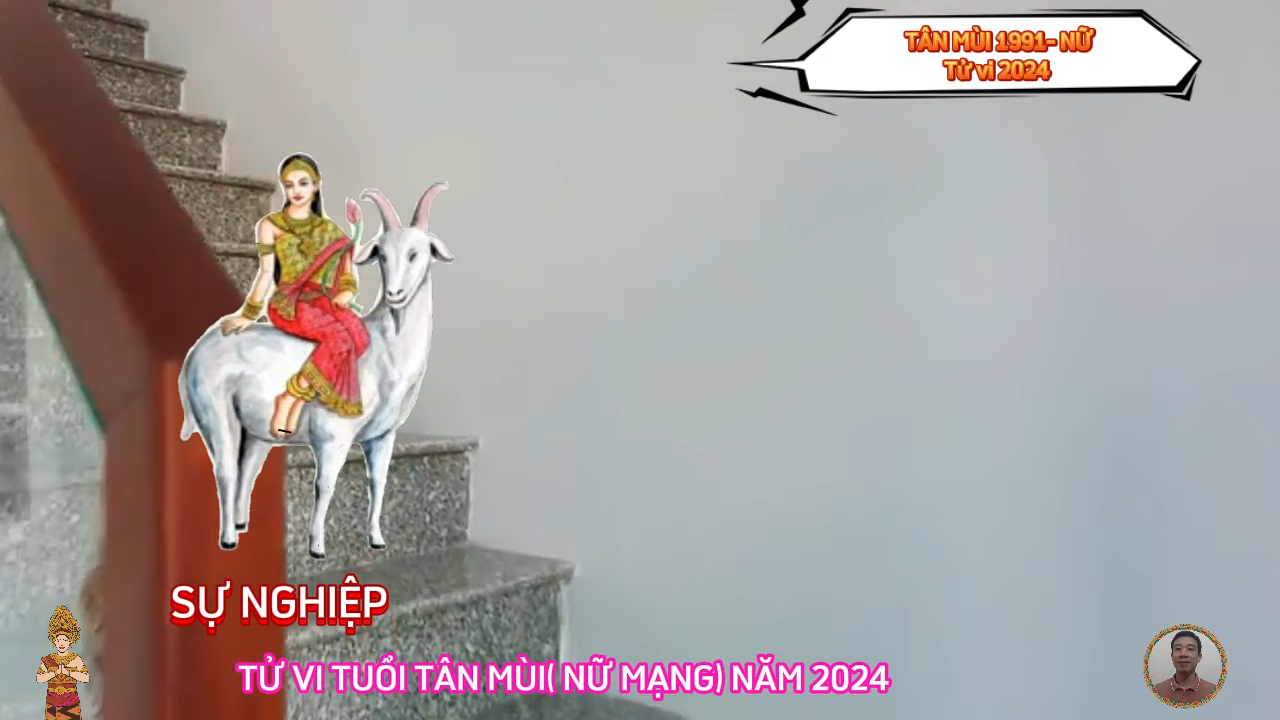 TÂN MÙI 1991- NỮ
Tử vi 2024
SỰ NGHIỆP
TỬ VI TUỔI TÂN MÙI( NỮ MẠNG) NĂM 2024